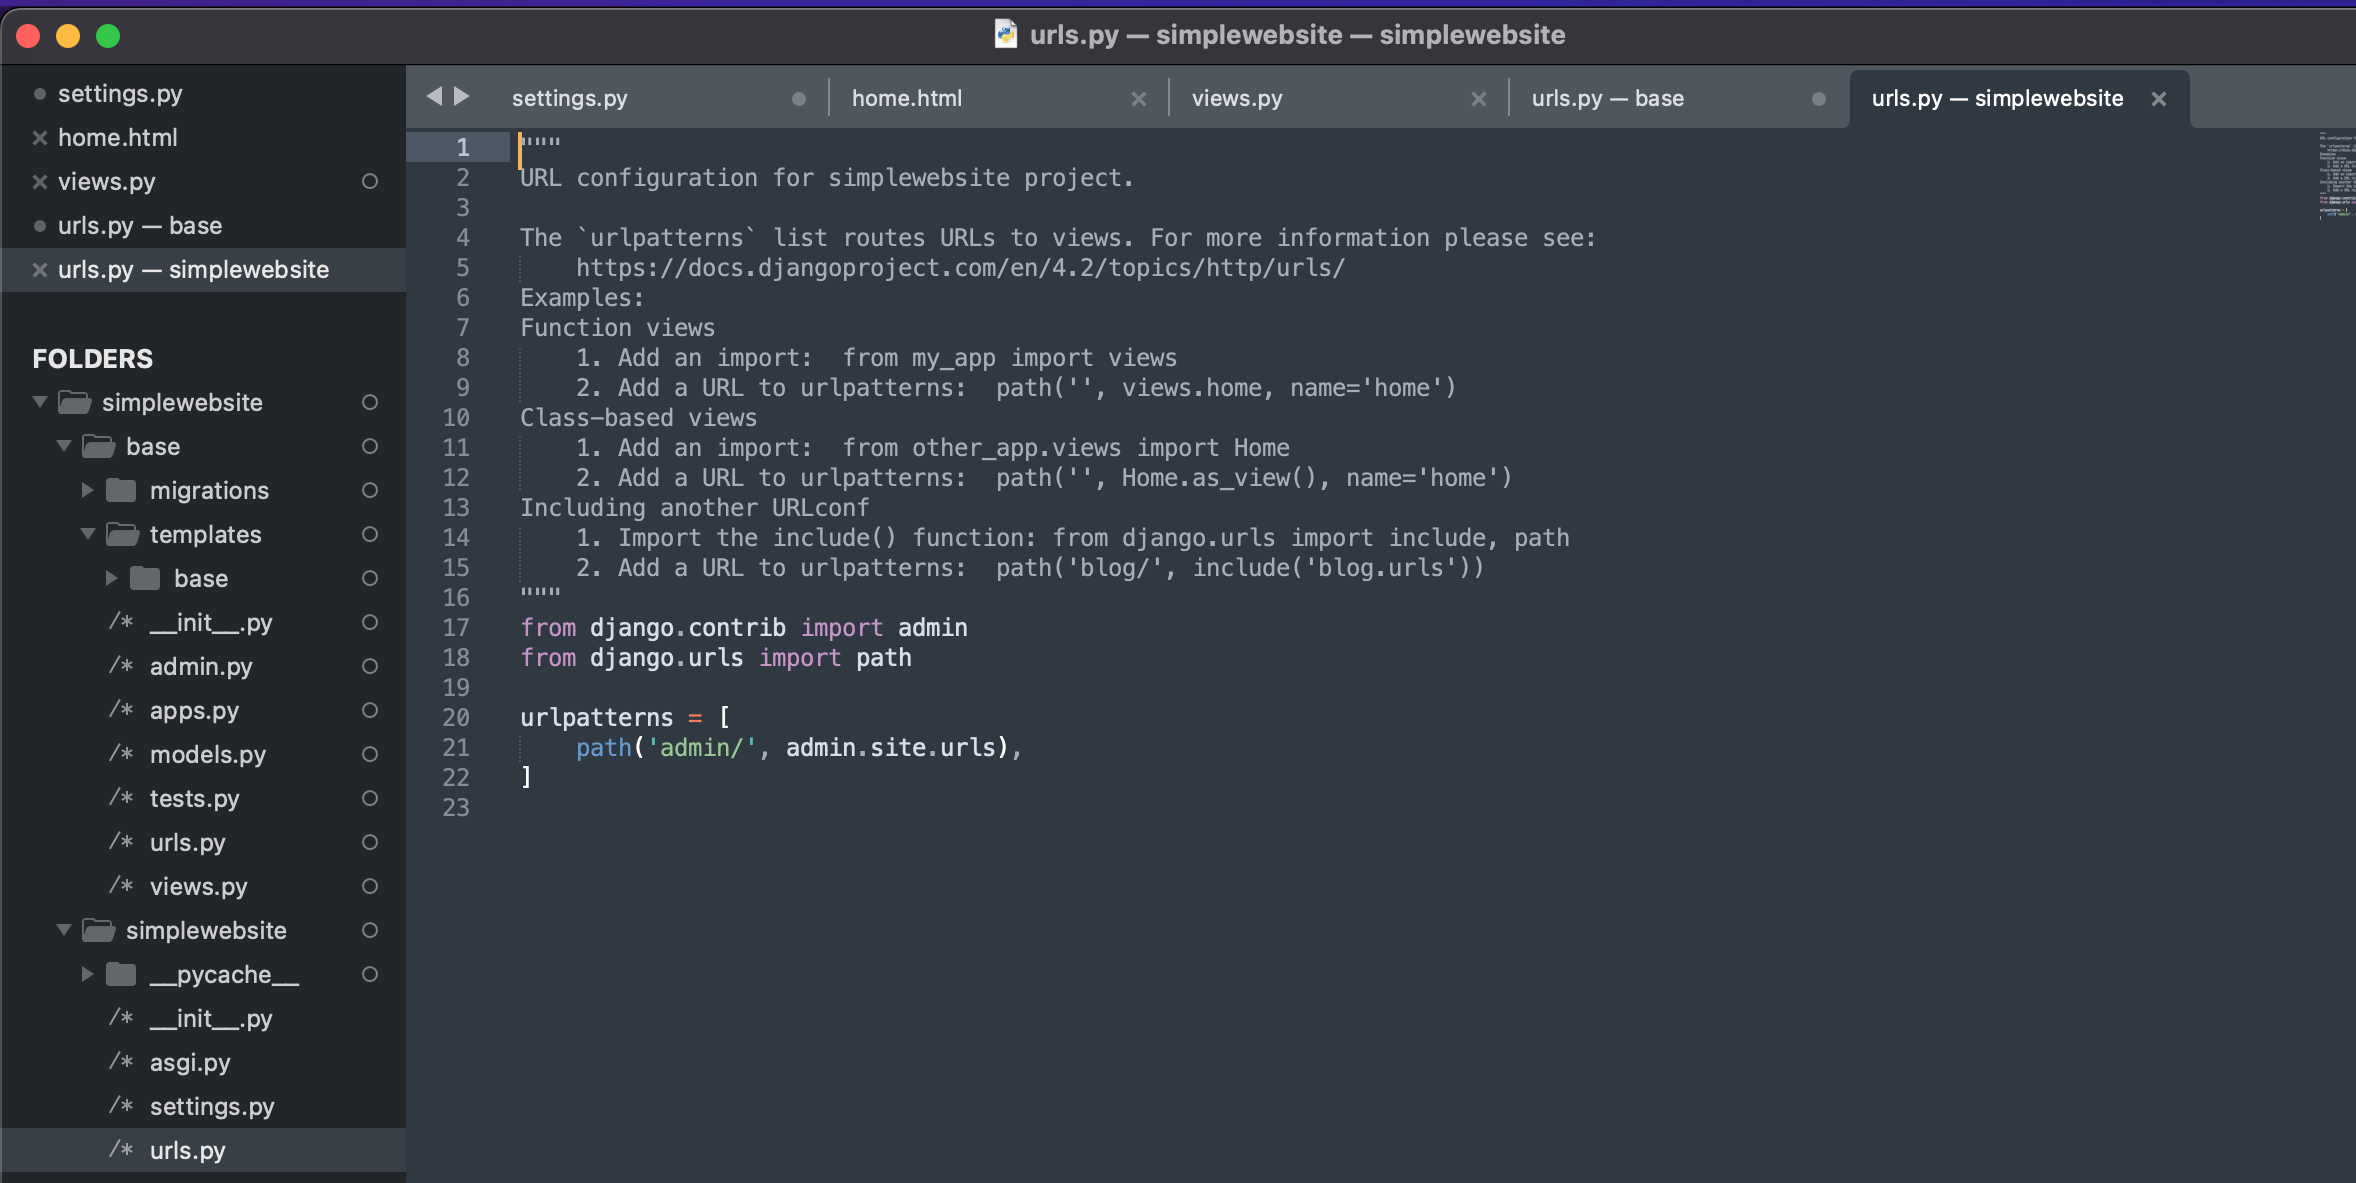 urls.py — simplewebsite — simplewebsite
settings.py
home.html
views.py
urls.py — base
urls.py — simplewebsite
FOLDERS
simplewebsite
base
migrations
templates
base
/* __init__.py
/* admin.py
/* apps.py
/* models.py
/* tests.py
/* urls.py
/* views.py
simplewebsite
__pycache__
/* __init__.py
/* asgi.py
/* settings.py
/* urls.py
settings.py
home.html
views.py
urls.py — base
urls.py — simplewebsite
1 """
2 URL configuration for simplewebsite project.
3
4 The `urlpatterns` list routes URLs to views. For more information please see:
5     https://docs.djangoproject.com/en/4.2/topics/http/urls/
6 Examples:
7 Function views
8     1. Add an import:  from my_app import views
9     2. Add a URL to urlpatterns:  path('', views.home, name='home')
10 Class-based views
11     1. Add an import:  from other_app.views import Home
12     2. Add a URL to urlpatterns:  path('', Home.as_view(), name='home')
13 Including another URLconf
14     1. Import the include() function: from django.urls import include, path
15     2. Add a URL to urlpatterns:  path('blog/', include('blog.urls'))
16 """
17 from django.contrib import admin
18 from django.urls import path
19
20 urlpatterns = [
21     path('admin/', admin.site.urls),
22 ]
23